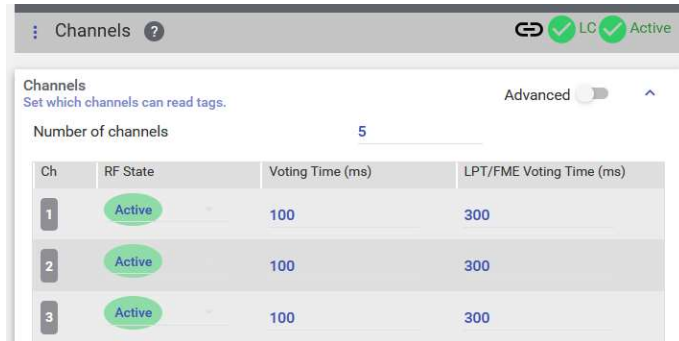 Channels ?
LC Active
Channels
Set which channels can read tags.
Advanced
Number of channels 5
Ch RF State Voting Time (ms) LPT/FME Voting Time (ms)
1 Active 100 300
2 Active 100 300
3 Active 100 300